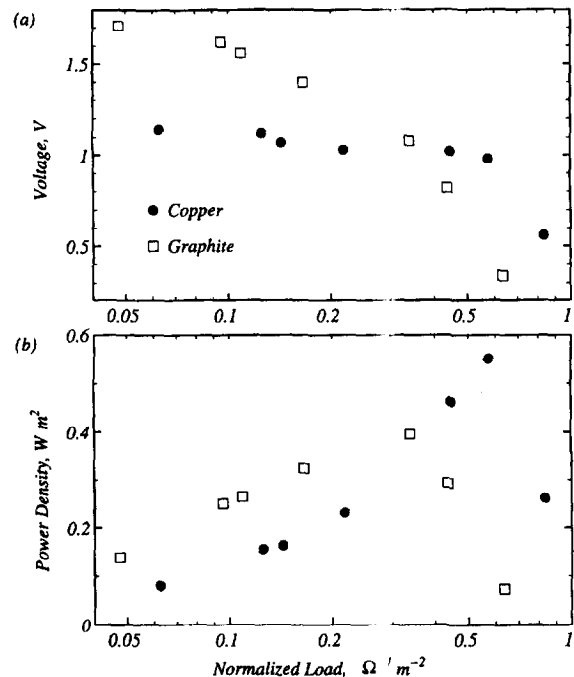 (a)
1.5
1
0.5
Voltage, V
Copper
Graphite
0.05 0.1 0.2 0.5 1
(b)
0.6
0.4
0.2
0
Power Density, W m²
0.05 0.1 0.2 0.5 1
Normalized Load, Ω / m⁻²